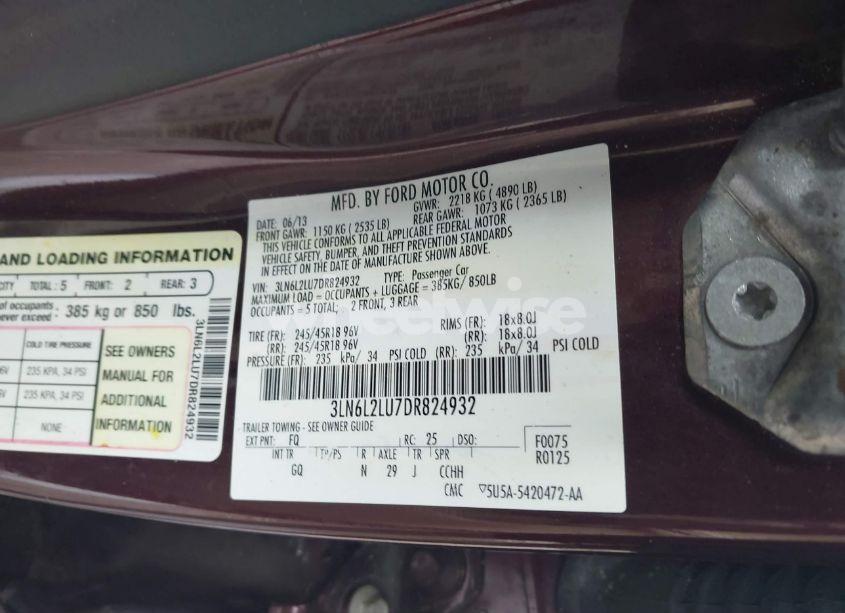 AND LOADING INFORMATION
CITY TOTAL : 5 FRONT: 2 REAR: 3
of occupants
never exceed : 385 kg or 850 lbs.
COLD TIRE PRESSURE
235 KPA, 34 PSI
235 KPA, 34 PSI
NONE
SEE OWNERS
MANUAL FOR
ADDITIONAL
INFORMATION
3LN6L2LU7DR824932
MFD. BY FORD MOTOR CO.
DATE: 06/13 GVWR: 2218 KG ( 4890 LB)
FRONT GAWR: 1150 KG ( 2535 LB) REAR GAWR: 1073 KG ( 2365 LB)
THIS VEHICLE CONFORMS TO ALL APPLICABLE FEDERAL MOTOR
VEHICLE SAFETY, BUMPER, AND THEFT PREVENTION STANDARDS
IN EFFECT ON THE DATE OF MANUFACTURE SHOWN ABOVE.
VIN: 3LN6L2LU7DR824932 TYPE: Passenger Car
MAXIMUM LOAD = OCCUPANTS + LUGGAGE = 385KG/ 850LB
OCCUPANTS = 5 TOTAL; 2 FRONT, 3 REAR
TIRE (FR): 245/45R18 96V RIMS (FR): 18x8.0J
(RR): 245/45R18 96V (RR): 18x8.0J
PRESSURE (FR): 235 kPa/ 34 PSI COLD (RR): 235 kPa/ 34 PSI COLD
3LN6L2LU7DR824932
TRAILER TOWING - SEE OWNER GUIDE
EXT PNT: FQ RC: 25 DSO: F0075
R0125
INT TR TP/PS R AXLE TR SPR
GQ N 29 J CCHH
CMC ▽5U5A-5420472-AA